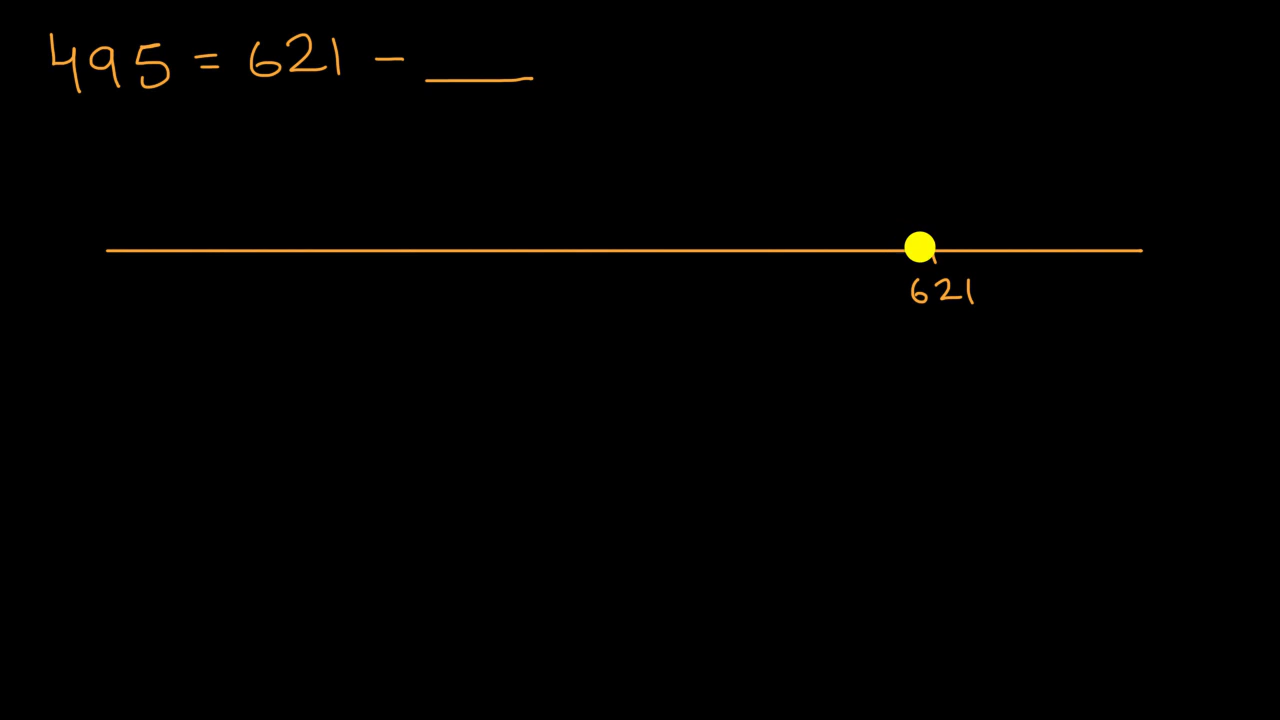 495 = 621 - ____
621